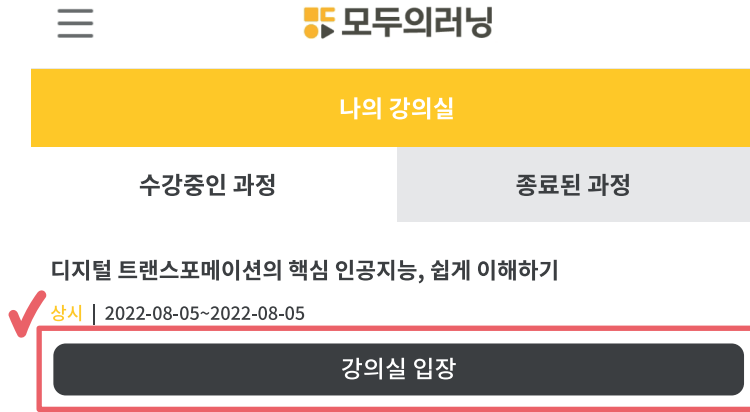 모두의러닝
나의 강의실
수강중인 과정
종료된 과정
디지털 트랜스포메이션의 핵심 인공지능, 쉽게 이해하기
상시 | 2022-08-05~2022-08-05
강의실 입장